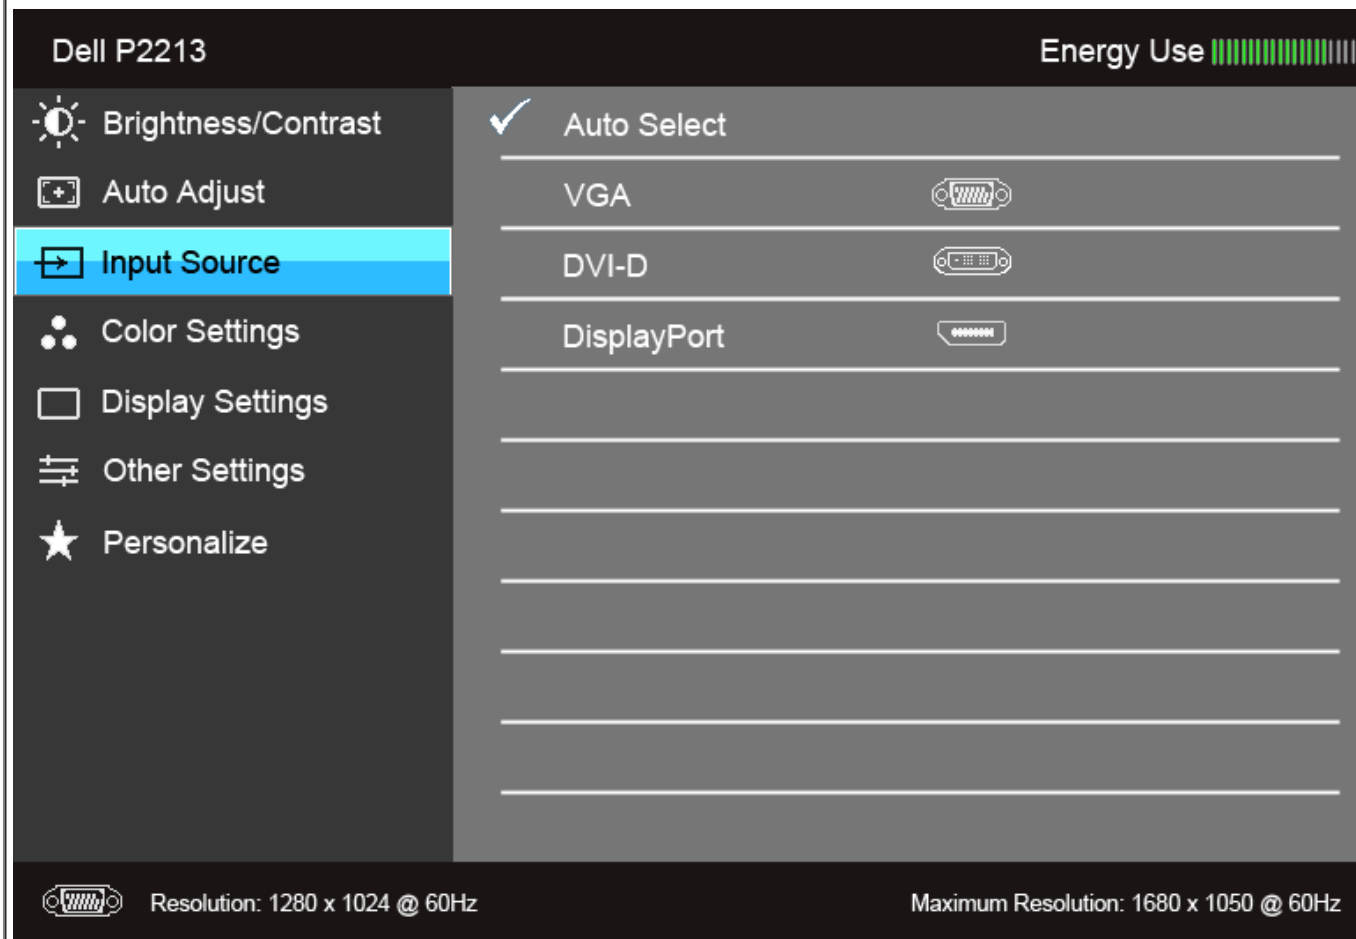 Dell P2213 Energy Use
Brightness/Contrast
Auto Select
Auto Adjust
VGA
Input Source
DVI-D
Color Settings
DisplayPort
Display Settings
Other Settings
Personalize
Resolution: 1280 x 1024 @ 60Hz
Maximum Resolution: 1680 x 1050 @ 60Hz